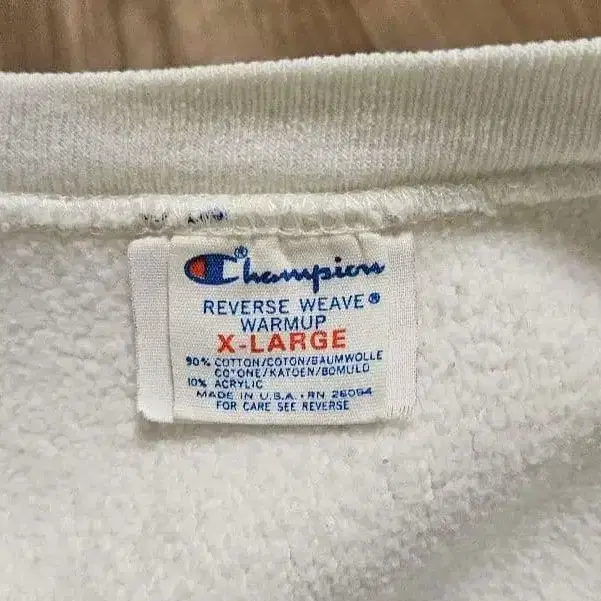 Champion®
REVERSE WEAVE®
WARMUP
X-LARGE
90% COTTON/COTON/BAUMWOLLE
COTONE/KATOEN/BOMULD
10% ACRYLIC
MADE IN U.S.A. · RN 26094
FOR CARE SEE REVERSE